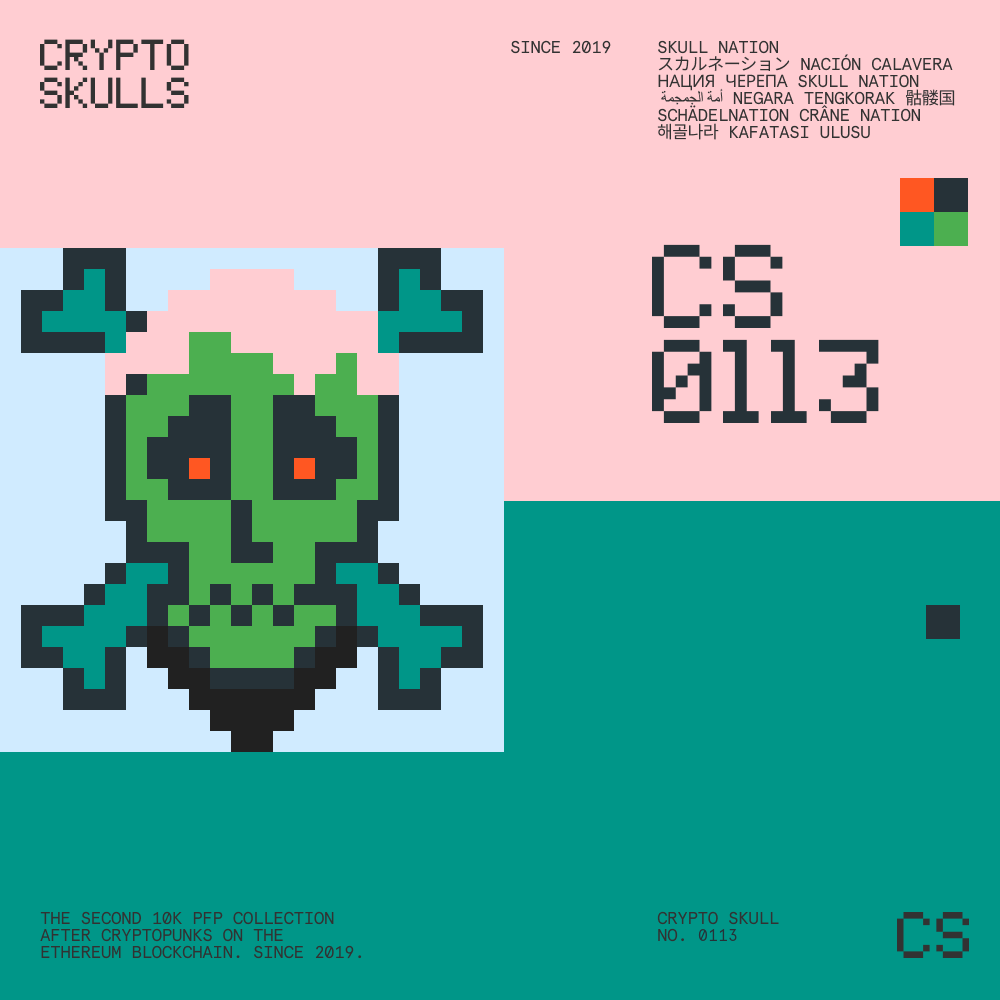 CRYPTO
SKULLS
SINCE 2019
SKULL NATION
スカルネーション NACIÓN CALAVERA
НАЦИЯ ЧЕРЕПА SKULL NATION
أمة الجمجمة NEGARA TENGKORAK 骷髅国
SCHÄDELNATION CRÂNE NATION
해골나라 KAFATASI ULUSU
CS
0113
THE SECOND 10K PFP COLLECTION
AFTER CRYPTOPUNKS ON THE
ETHEREUM BLOCKCHAIN. SINCE 2019.
CRYPTO SKULL
NO. 0113
CS